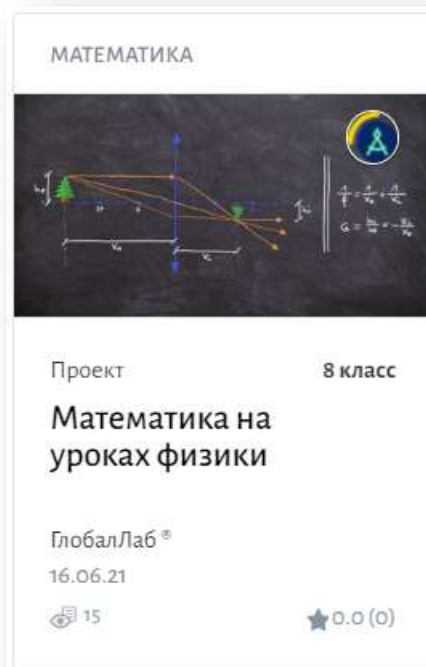 МАТЕМАТИКА
Проект 8 класс
Математика на
уроках физики
ГлобалЛаб ®
16.06.21
15 0.0 (0)